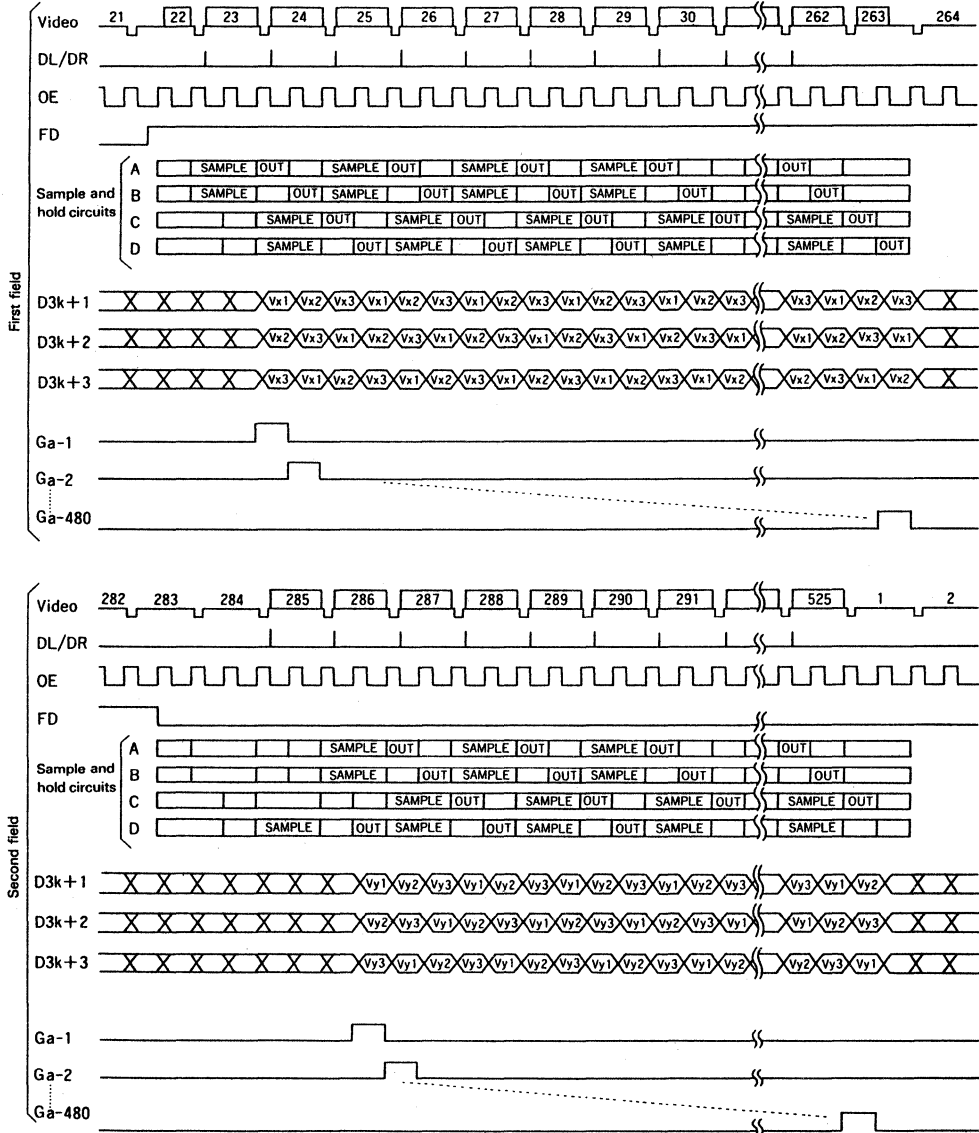 First field
Video 21 22 23 24 25 26 27 28 29 30 262 263 264
DL/DR
OE
FD
Sample and hold circuits
A SAMPLE OUT SAMPLE OUT SAMPLE OUT SAMPLE OUT OUT
B SAMPLE OUT SAMPLE OUT SAMPLE OUT SAMPLE OUT OUT
C SAMPLE OUT SAMPLE OUT SAMPLE OUT SAMPLE OUT SAMPLE OUT
D SAMPLE OUT SAMPLE OUT SAMPLE OUT SAMPLE SAMPLE OUT
D3k+1 Vx1 Vx2 Vx3 Vx1 Vx2 Vx3 Vx1 Vx2 Vx3 Vx1 Vx2 Vx3 Vx1 Vx2 Vx3 Vx3 Vx1 Vx2 Vx3
D3k+2 Vx2 Vx3 Vx1 Vx2 Vx3 Vx1 Vx2 Vx3 Vx1 Vx2 Vx3 Vx1 Vx2 Vx3 Vx1 Vx1 Vx2 Vx3 Vx1
D3k+3 Vx3 Vx1 Vx2 Vx3 Vx1 Vx2 Vx3 Vx1 Vx2 Vx3 Vx1 Vx2 Vx3 Vx1 Vx2 Vx2 Vx3 Vx1 Vx2
Ga-1
Ga-2
Ga-480
Second field
Video 282 283 284 285 286 287 288 289 290 291 525 1 2
DL/DR
OE
FD
Sample and hold circuits
A SAMPLE OUT SAMPLE OUT SAMPLE OUT OUT
B SAMPLE OUT SAMPLE OUT SAMPLE OUT OUT
C SAMPLE OUT SAMPLE OUT SAMPLE OUT SAMPLE OUT
D SAMPLE OUT SAMPLE OUT SAMPLE OUT SAMPLE SAMPLE
D3k+1 Vy1 Vy2 Vy3 Vy1 Vy2 Vy3 Vy1 Vy2 Vy3 Vy1 Vy2 Vy3 Vy3 Vy1 Vy2
D3k+2 Vy2 Vy3 Vy1 Vy2 Vy3 Vy1 Vy2 Vy3 Vy1 Vy2 Vy3 Vy1 Vy1 Vy2 Vy3
D3k+3 Vy3 Vy1 Vy2 Vy3 Vy1 Vy2 Vy3 Vy1 Vy2 Vy3 Vy1 Vy2 Vy2 Vy3 Vy1
Ga-1
Ga-2
Ga-480